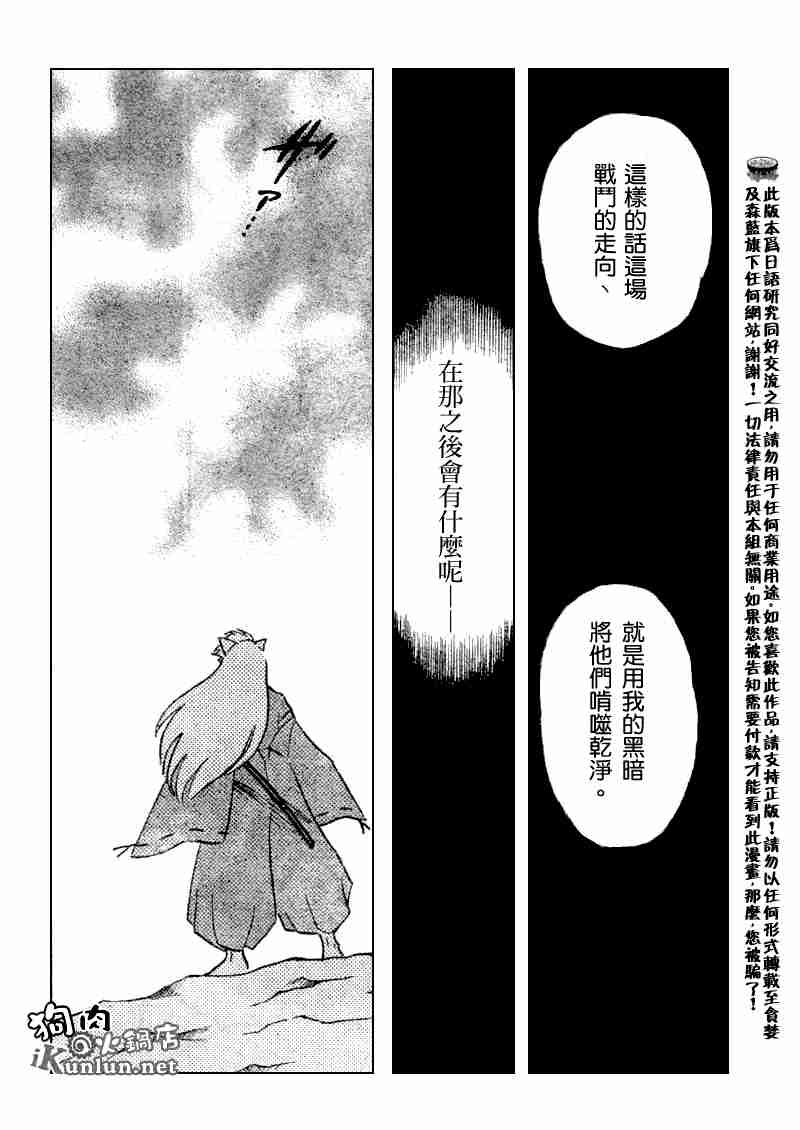 此版本爲日語研究同好交流之用,請勿用于任何商業用途。如您喜歡此作品,請支持正版!請勿以任何形式轉載至貪婪
及森藍旗下任何網站,謝謝!一切法律責任與本組無關。如果您被告知需要付款才能看到此漫畫,那麼,您被騙了!
這樣的話這場
戰鬥的走向、
就是用我的黑暗
將他們啃噬乾淨。
在那之後會有什麼呢——
ザァ…
狗肉
火鍋店
iKunlun.net